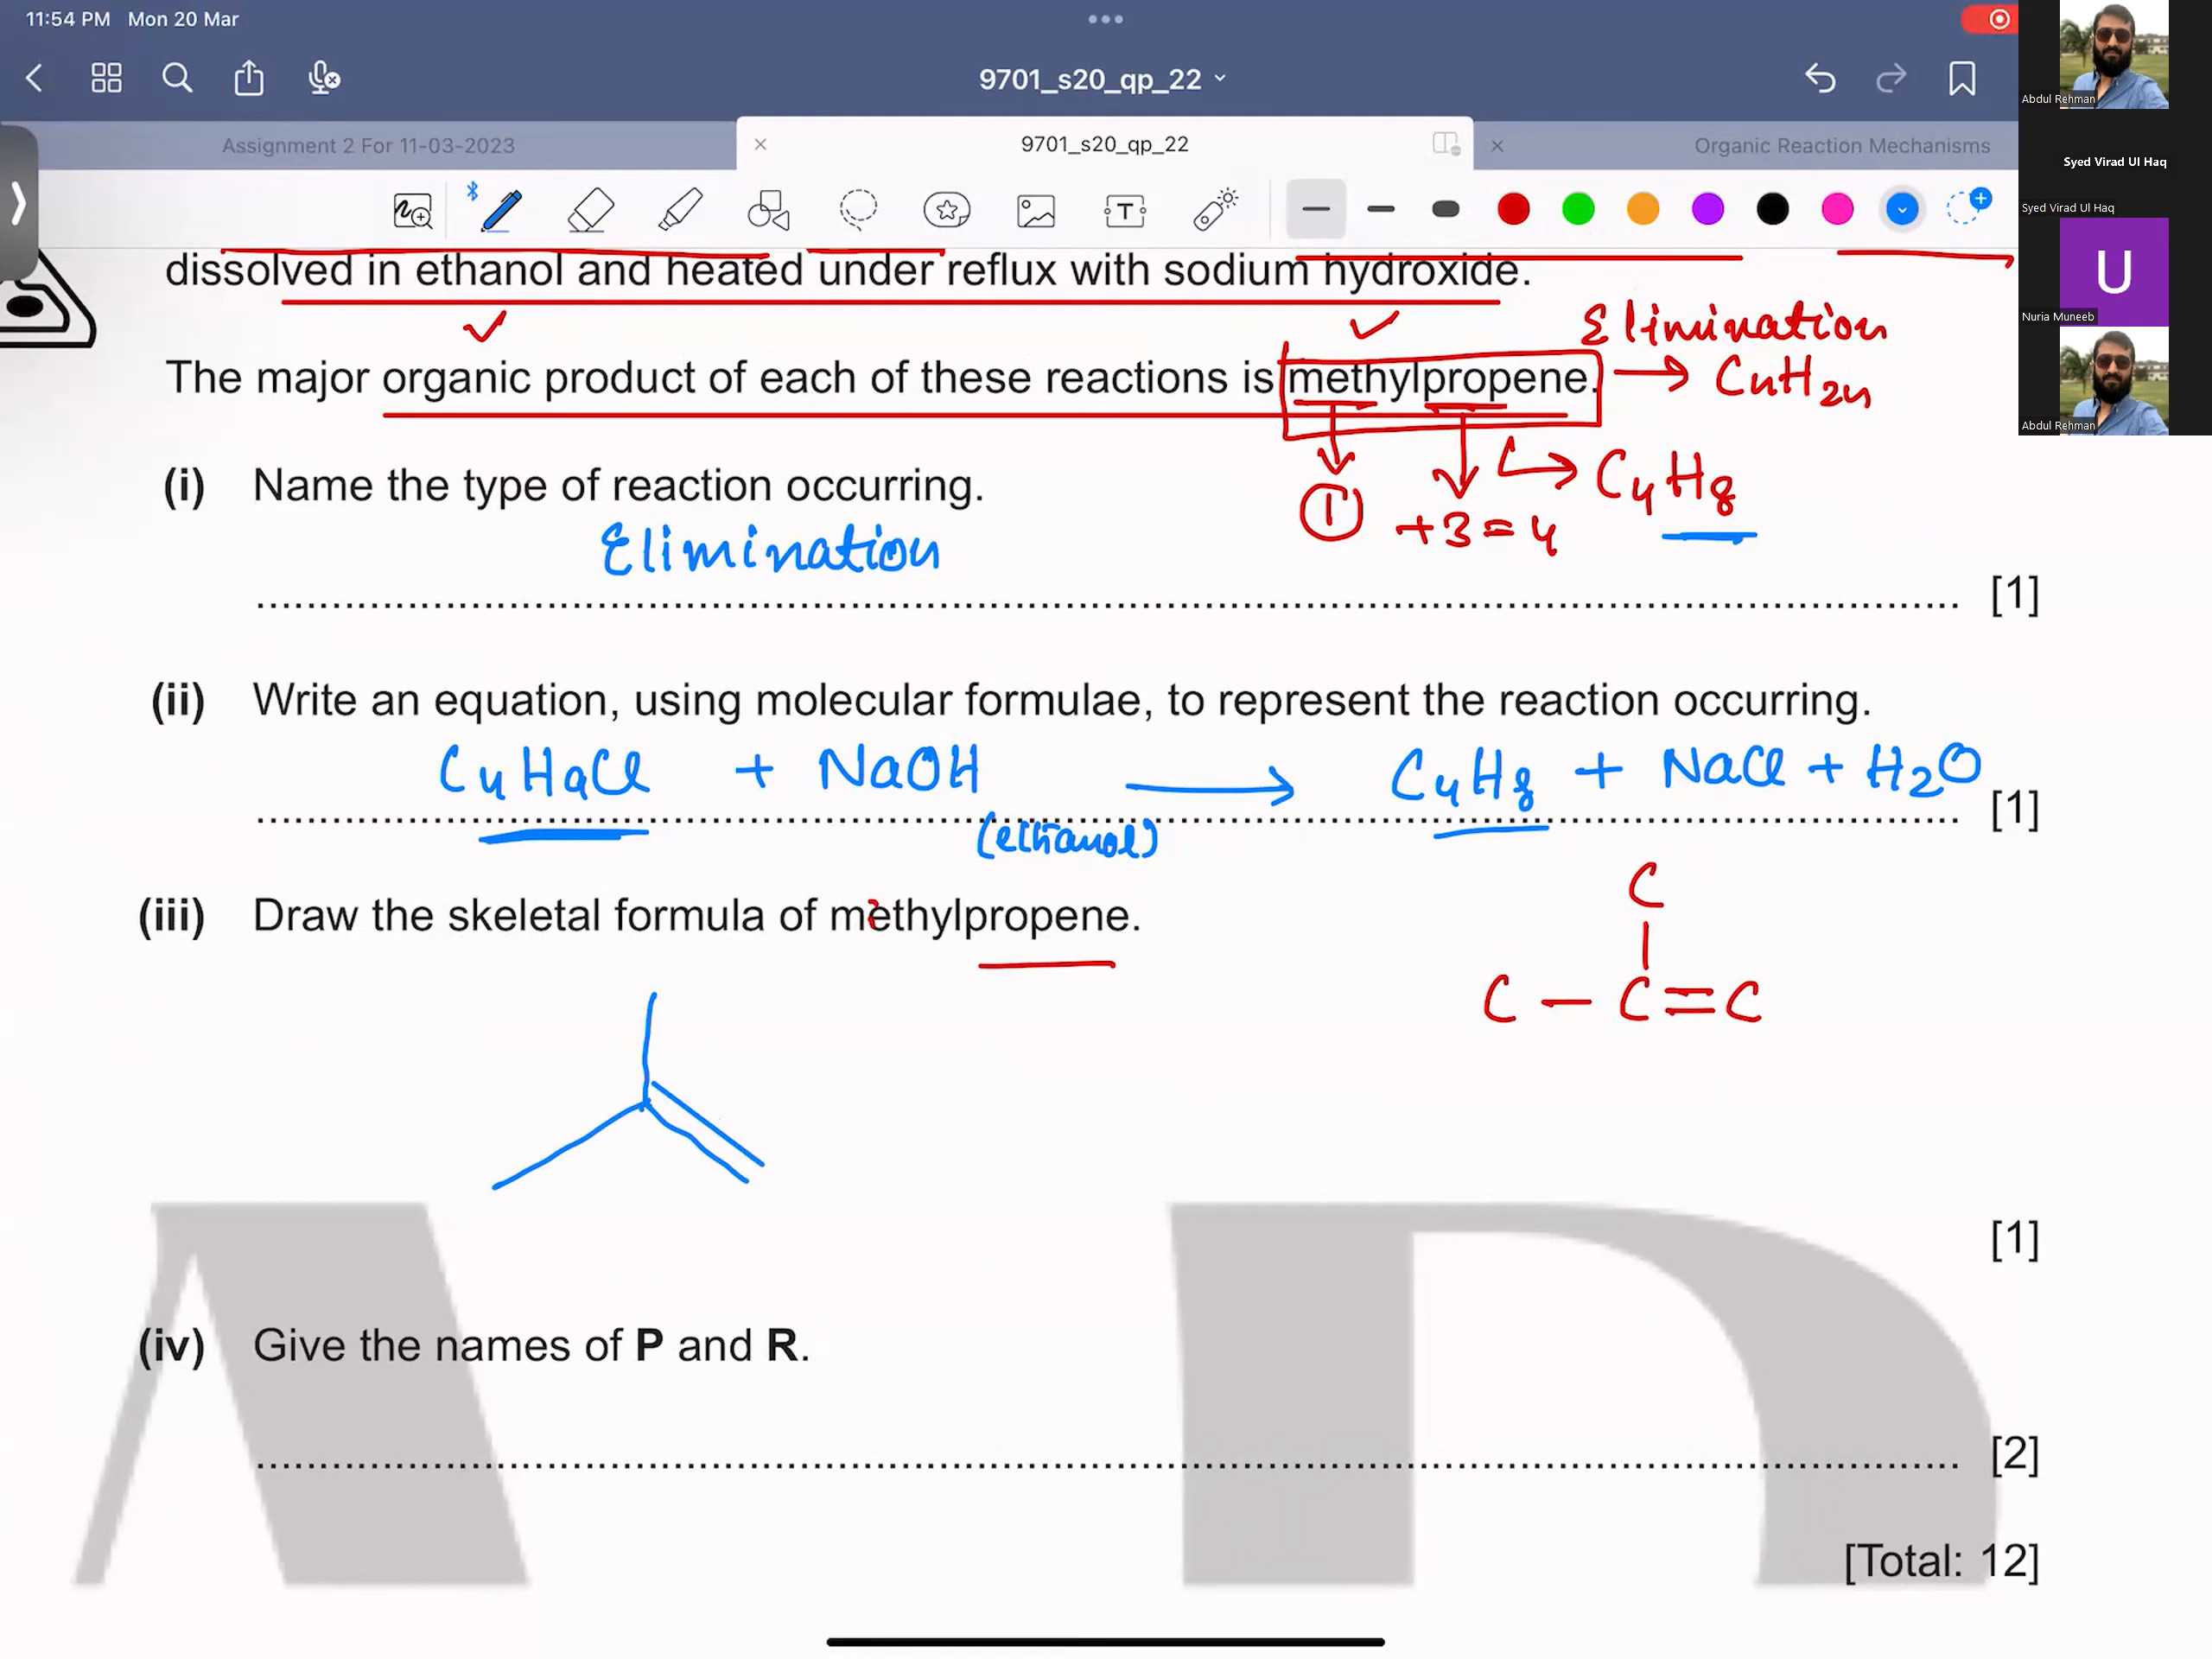 11:54 PM Mon 20 Mar
9701_s20_qp_22
Assignment 2 For 11-03-2023
9701_s20_qp_22
Organic Reaction Mechanisms
T
Abdul Rehman
Syed Virad Ul Haq
Syed Virad Ul Haq
U
Nuria Muneeb
Abdul Rehman
dissolved in ethanol and heated under reflux with sodium hydroxide.
Elimination
The major organic product of each of these reactions is methylpropene. → CnH2n
(i) Name the type of reaction occurring.
① +3 = 4 → C4H8
Elimination
[1]
(ii) Write an equation, using molecular formulae, to represent the reaction occurring.
C4H9Cl + NaOH → C4H8 + NaCl + H2O
[1]
(ethanol)
(iii) Draw the skeletal formula of methylpropene.
C
|
C – C = C
[1]
(iv) Give the names of P and R.
[2]
[Total: 12]